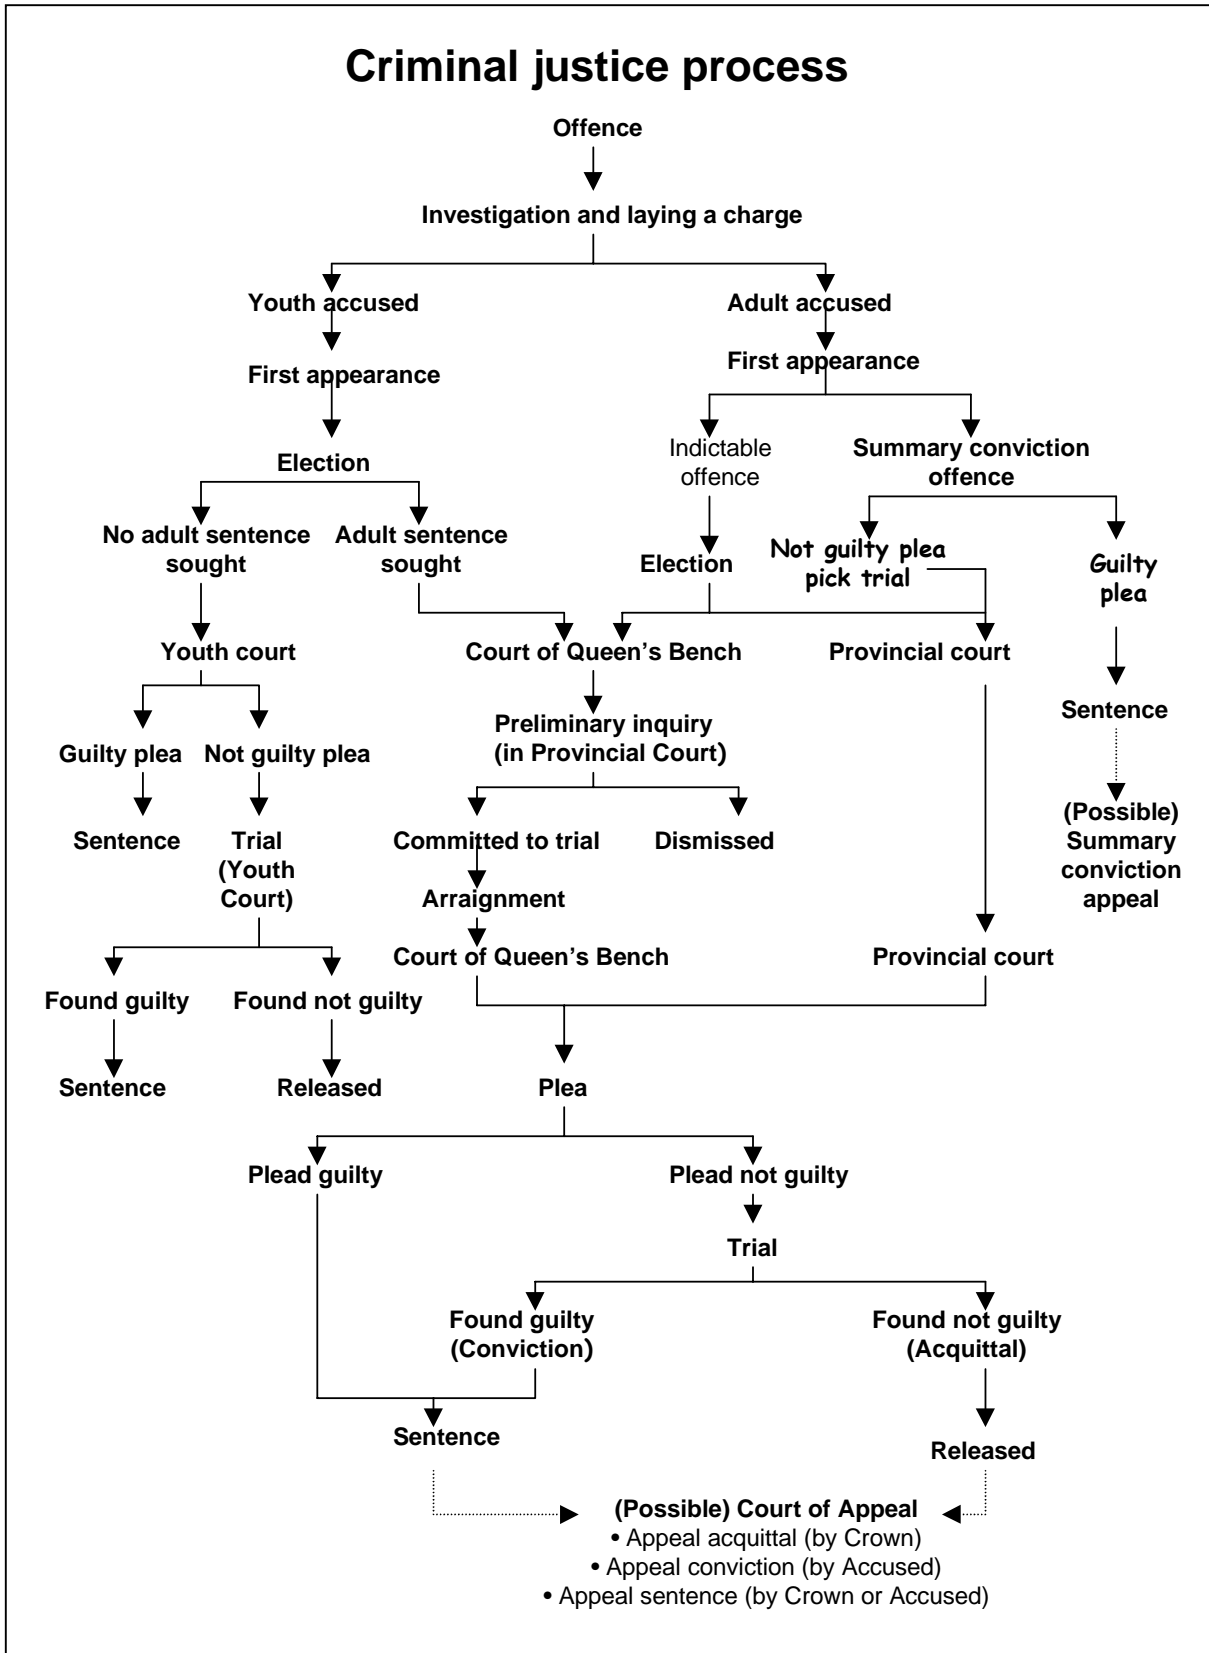 Criminal justice process
Offence
Investigation and laying a charge
Youth accused
Adult accused
First appearance
First appearance
Indictable
offence
Summary conviction
offence
Election
No adult sentence
sought
Adult sentence
sought
Election
Not guilty plea
pick trial
Guilty
plea
Youth court
Court of Queen's Bench
Provincial court
Guilty plea
Not guilty plea
Preliminary inquiry
(in Provincial Court)
Sentence
Sentence
Trial
(Youth
Court)
Committed to trial
Dismissed
(Possible)
Summary
conviction
appeal
Arraignment
Court of Queen's Bench
Provincial court
Found guilty
Found not guilty
Sentence
Released
Plea
Plead guilty
Plead not guilty
Trial
Found guilty
(Conviction)
Found not guilty
(Acquittal)
Sentence
Released
(Possible) Court of Appeal
• Appeal acquittal (by Crown)
• Appeal conviction (by Accused)
• Appeal sentence (by Crown or Accused)